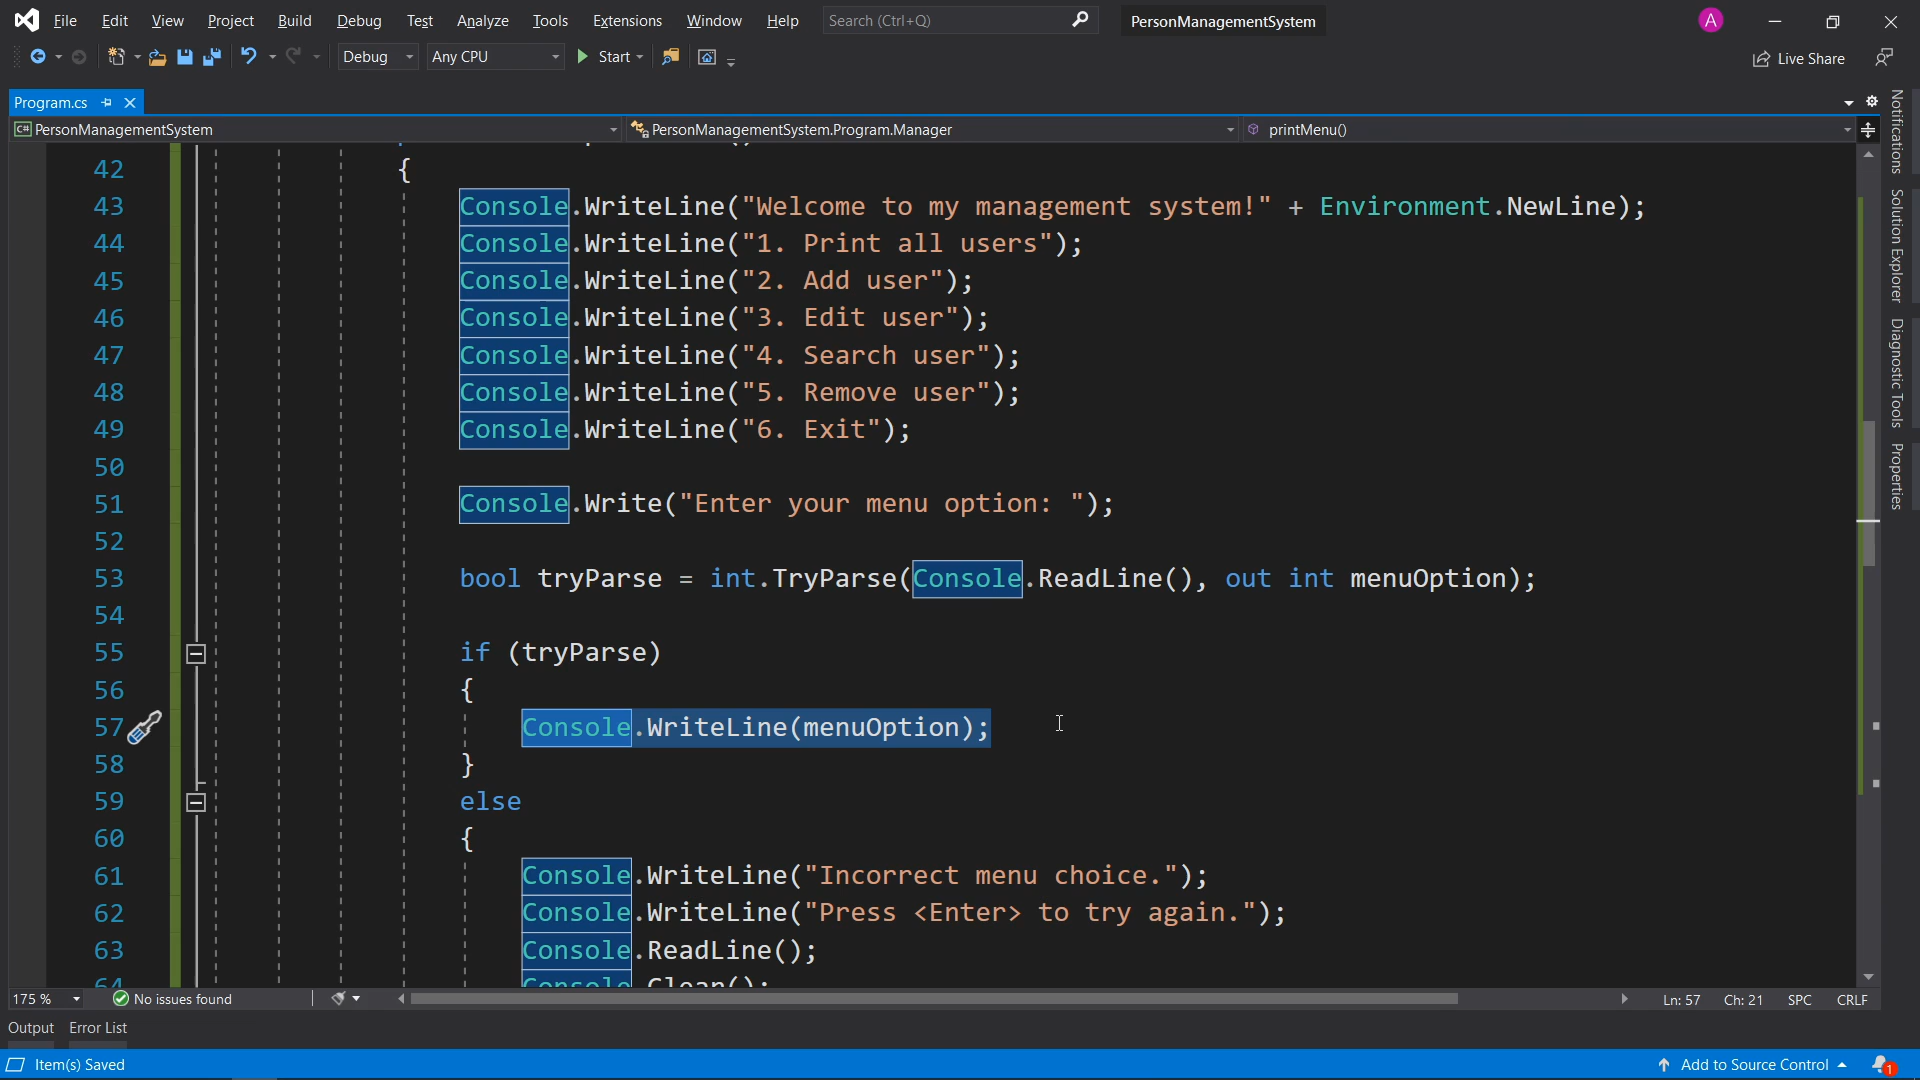 File Edit View Project Build Debug Test Analyze Tools Extensions Window Help Search (Ctrl+Q) PersonManagementSystem A
Debug Any CPU Start Live Share
Program.cs
C# PersonManagementSystem PersonManagementSystem.Program.Manager printMenu()
42 {
43 Console.WriteLine("Welcome to my management system!" + Environment.NewLine);
44 Console.WriteLine("1. Print all users");
45 Console.WriteLine("2. Add user");
46 Console.WriteLine("3. Edit user");
47 Console.WriteLine("4. Search user");
48 Console.WriteLine("5. Remove user");
49 Console.WriteLine("6. Exit");
50
51 Console.Write("Enter your menu option: ");
52
53 bool tryParse = int.TryParse(Console.ReadLine(), out int menuOption);
54
55 if (tryParse)
56 {
57 Console.WriteLine(menuOption);
58 }
59 else
60 {
61 Console.WriteLine("Incorrect menu choice.");
62 Console.WriteLine("Press <Enter> to try again.");
63 Console.ReadLine();
64 Console.Clear();
Notifications
Solution Explorer
Diagnostic Tools
Properties
175 % No issues found Ln: 57 Ch: 21 SPC CRLF
Output Error List
Item(s) Saved Add to Source Control 1